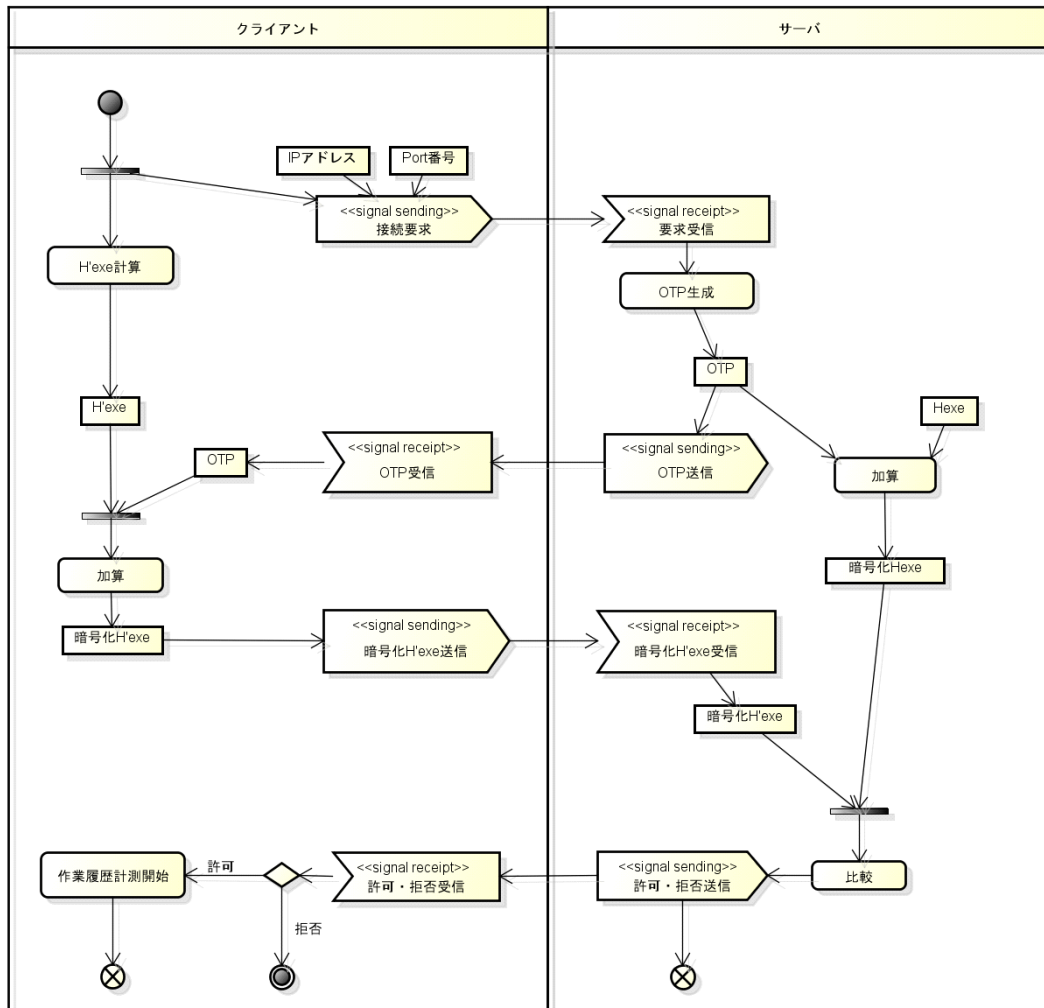 クライアント
サーバ
IPアドレス
Port番号
<<signal sending>>
接続要求
<<signal receipt>>
要求受信
H'exe計算
OTP生成
OTP
H'exe
Hexe
<<signal receipt>>
OTP受信
OTP
<<signal sending>>
OTP送信
加算
加算
暗号化Hexe
暗号化H'exe
<<signal sending>>
暗号化H'exe送信
<<signal receipt>>
暗号化H'exe受信
暗号化H'exe
作業履歴計測開始
許可
<<signal receipt>>
許可・拒否受信
<<signal sending>>
許可・拒否送信
比較
拒否